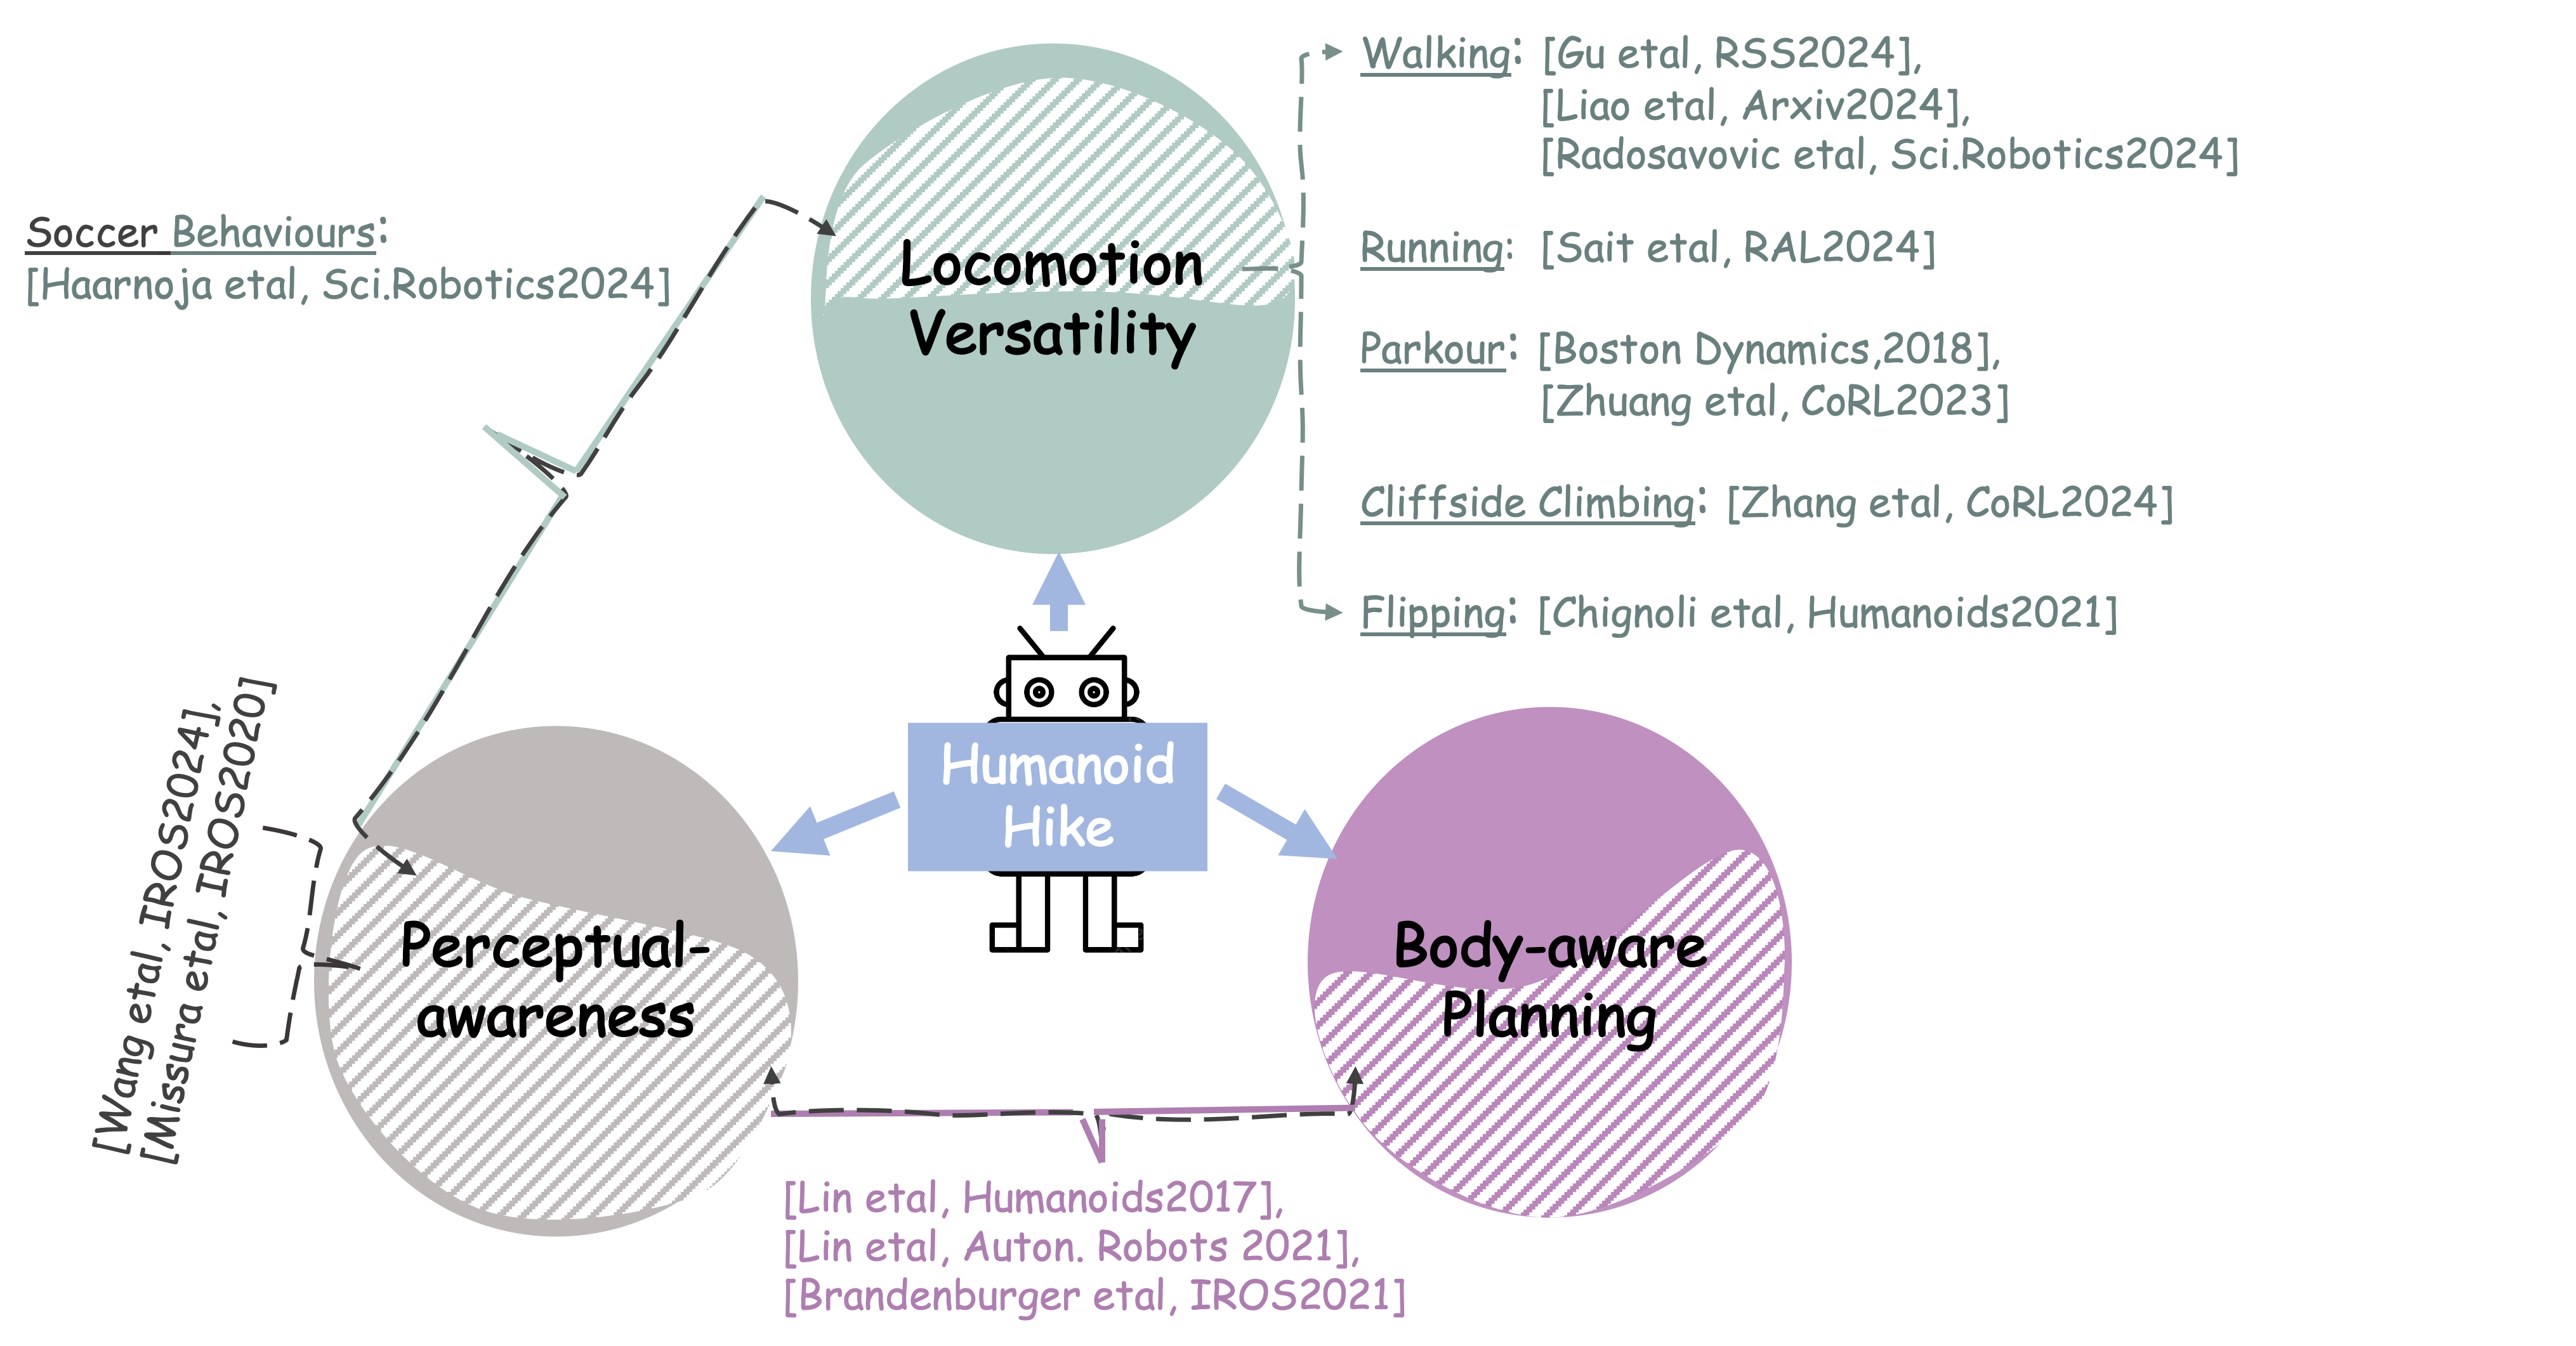 Walking: [Gu etal, RSS2024],
[Liao etal, Arxiv2024],
[Radosavovic etal, Sci.Robotics2024]
Running: [Sait etal, RAL2024]
Parkour: [Boston Dynamics,2018],
[Zhuang etal, CoRL2023]
Cliffside Climbing: [Zhang etal, CoRL2024]
Flipping: [Chignoli etal, Humanoids2021]
Soccer Behaviours:
[Haarnoja etal, Sci.Robotics2024]
Locomotion
Versatility
Humanoid
Hike
[Wang etal, IROS2024],
[Missura etal, IROS2020]
Perceptual-
awareness
Body-aware
Planning
[Lin etal, Humanoids2017],
[Lin etal, Auton. Robots 2021],
[Brandenburger etal, IROS2021]